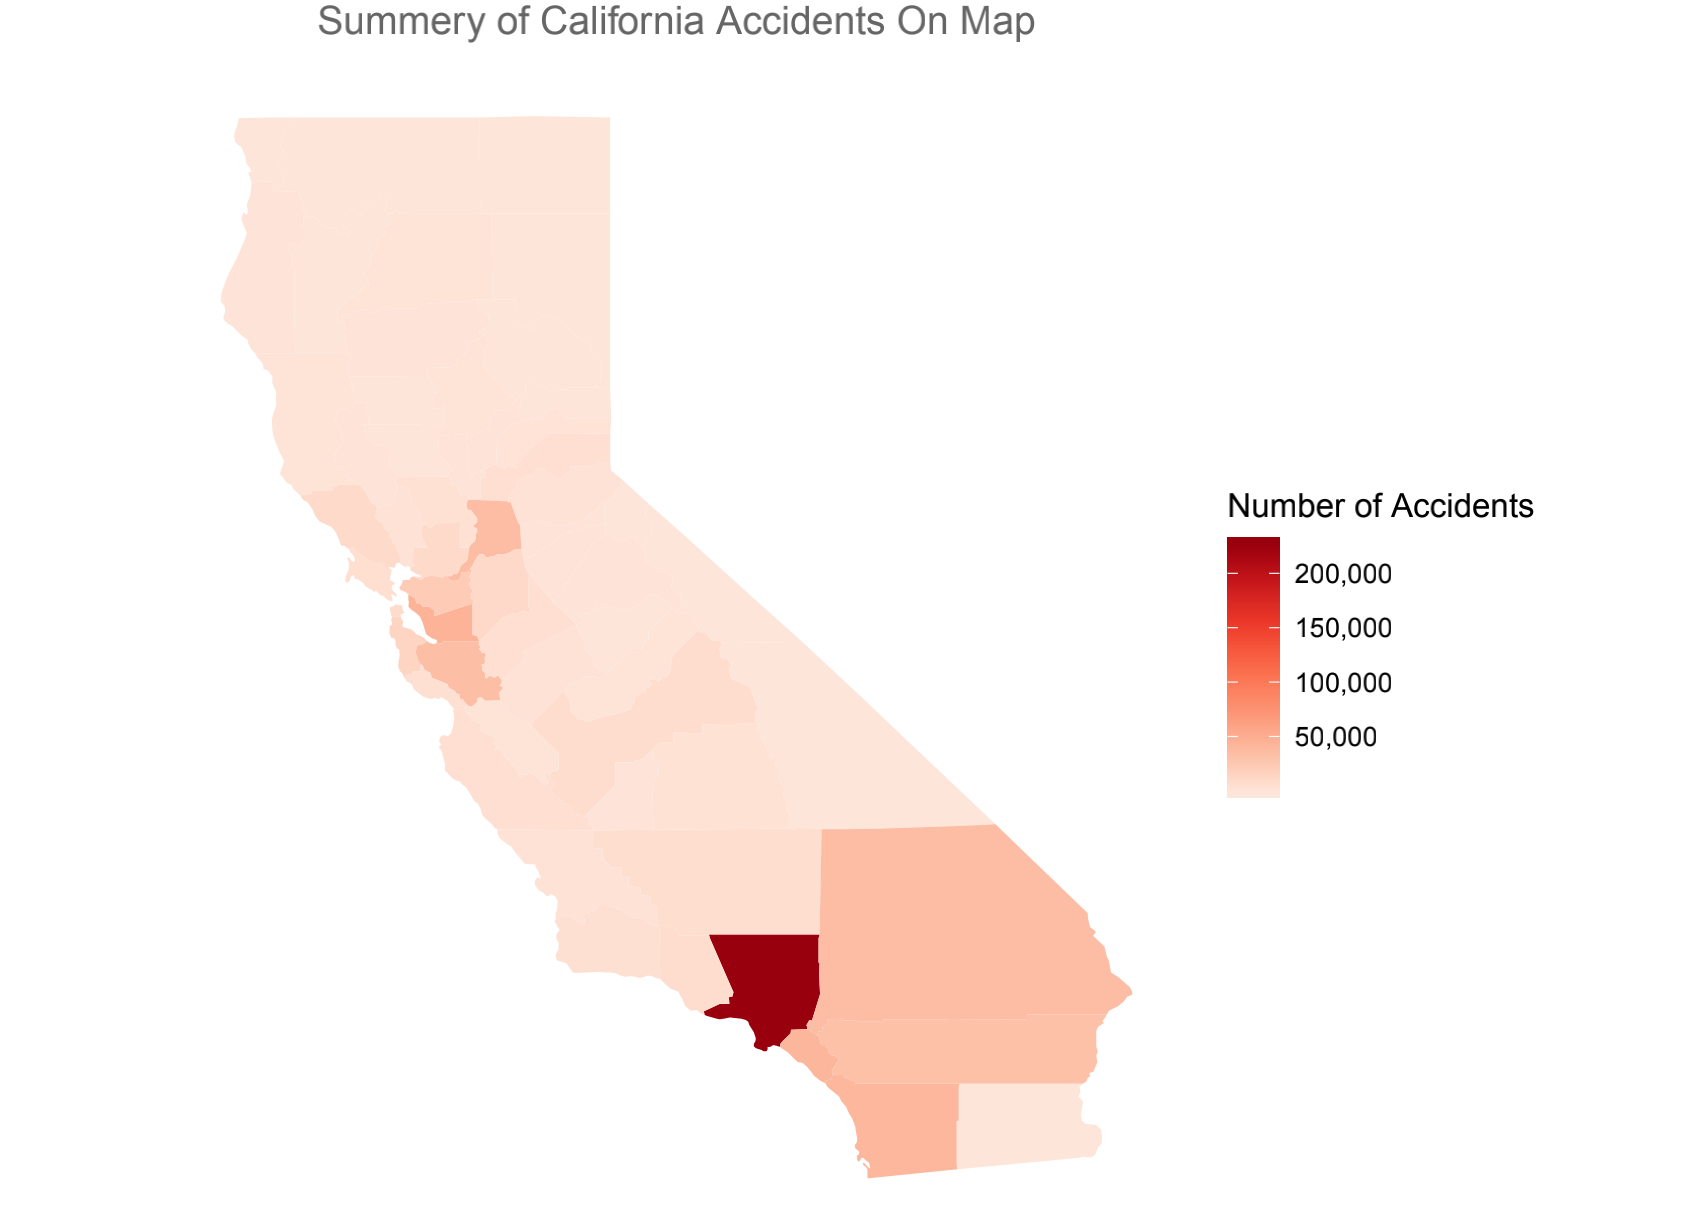 Summery of California Accidents On Map
Number of Accidents
200,000
150,000
100,000
50,000